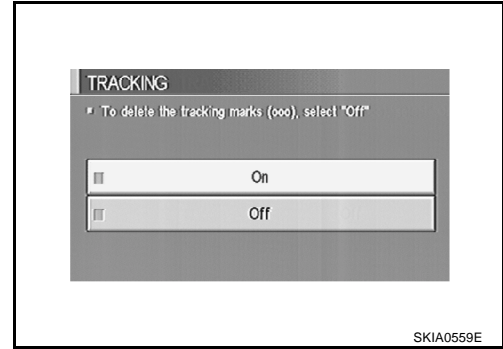 TRACKING
To delete the tracking marks (ooo), select "Off"
On
Off
SKIA0559E